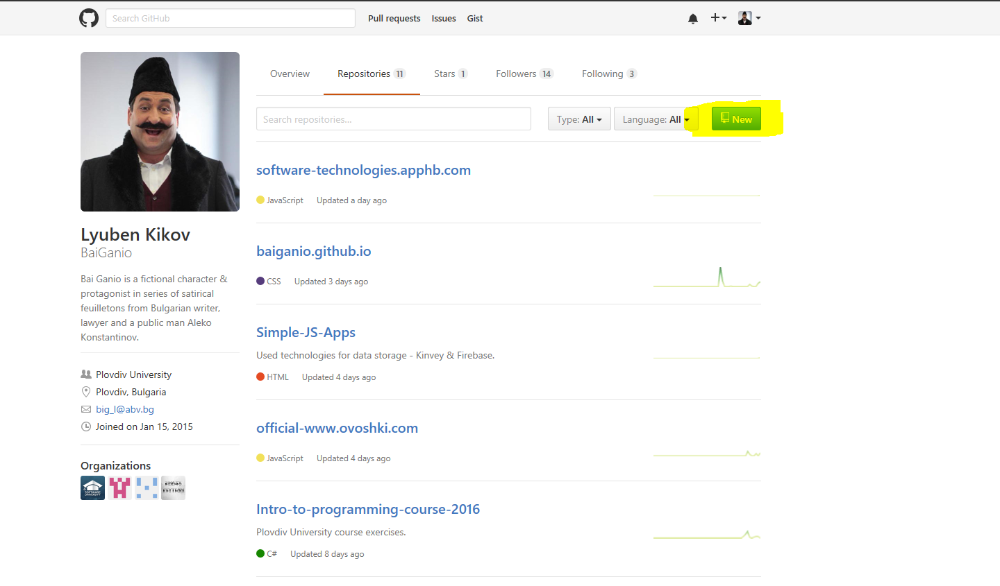 Search GitHub Pull requests Issues Gist
Overview Repositories 11 Stars 1 Followers 14 Following 3
Search repositories... Type: All Language: All New
software-technologies.apphb.com
JavaScript Updated a day ago
Lyuben Kikov
BaiGanio
Bai Ganio is a fictional character &
protagonist in series of satirical
feuilletons from Bulgarian writer,
lawyer and a public man Aleko
Konstantinov.
Plovdiv University
Plovdiv, Bulgaria
big_l@abv.bg
Joined on Jan 15, 2015
Organizations
SOFTWARE
UNIVERSITY
baiganio.github.io
CSS Updated 3 days ago
Simple-JS-Apps
Used technologies for data storage - Kinvey & Firebase.
HTML Updated 4 days ago
official-www.ovoshki.com
JavaScript Updated 4 days ago
Intro-to-programming-course-2016
Plovdiv University course exercises.
C# Updated 8 days ago